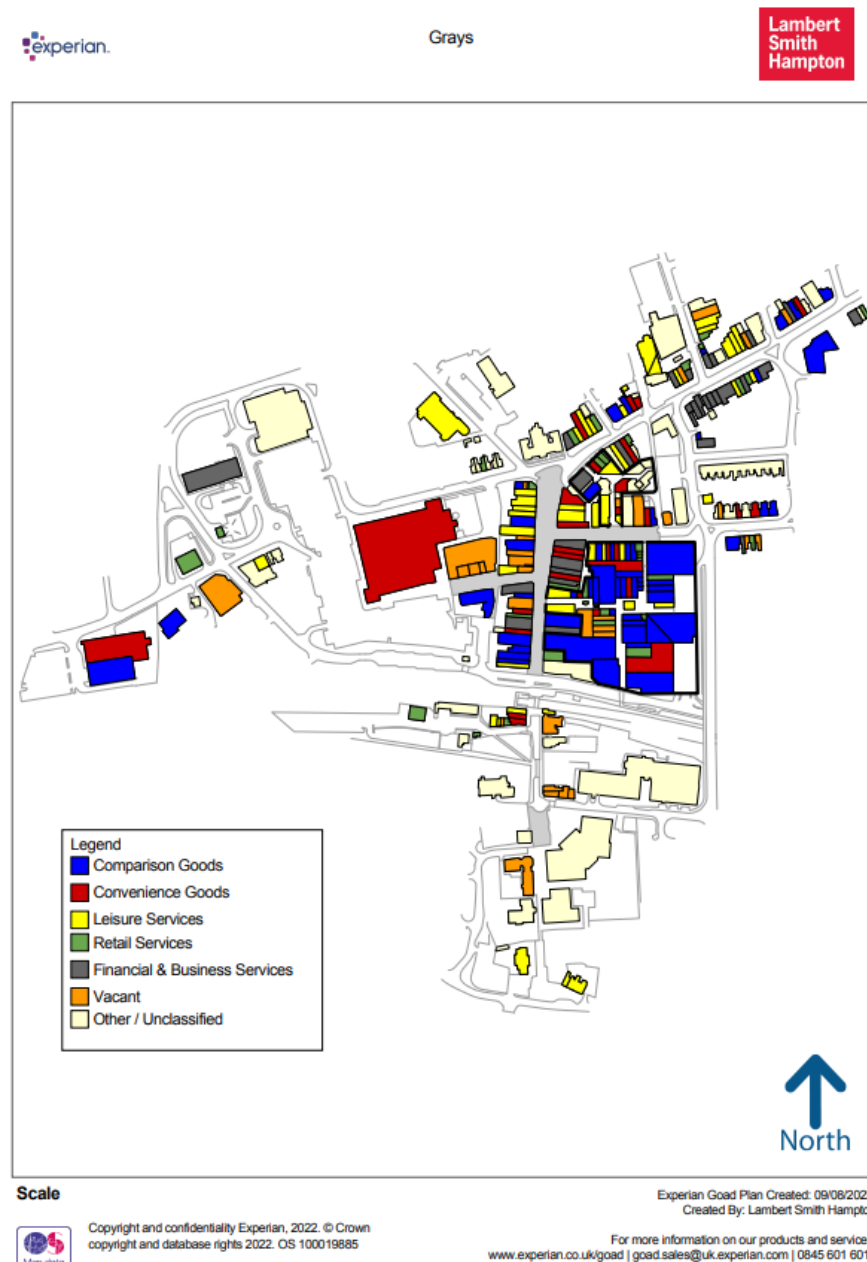 experian.
Grays
Lambert
Smith
Hampton
Legend
Comparison Goods
Convenience Goods
Leisure Services
Retail Services
Financial & Business Services
Vacant
Other / Unclassified
North
Scale
Experian Goad Plan Created: 09/08/202
Created By: Lambert Smith Hampto
Copyright and confidentiality Experian, 2022. © Crown
copyright and database rights 2022. OS 100019885
For more information on our products and service
www.experian.co.uk/goad | goad.sales@uk.experian.com | 0845 601 601